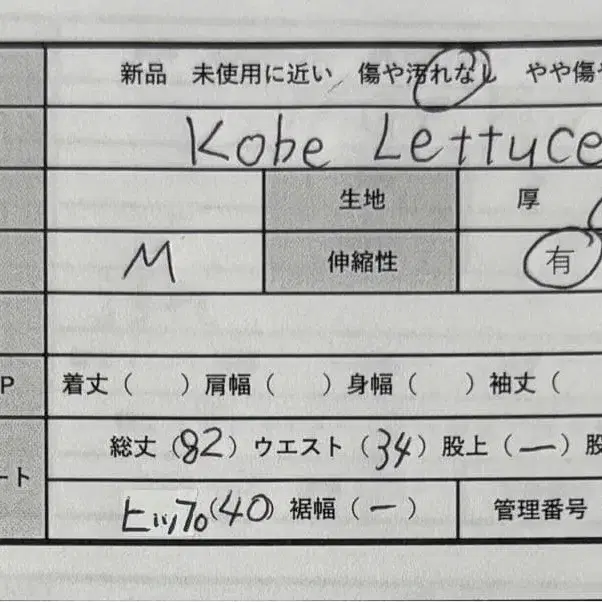 新品 未使用に近い 傷や汚れなし やや傷や
Kobe Lettuce
生地 厚
M 伸縮性 有
P 着丈( )肩幅( )身幅( )袖丈(
総丈(82)ウエスト(34)股上(ー)股
ート
ヒップ(40)裾幅(ー) 管理番号